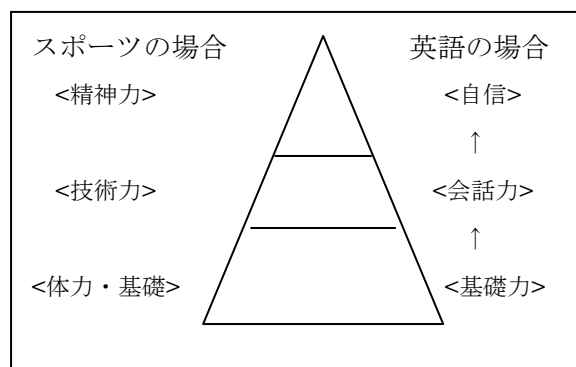 スポーツの場合
英語の場合
<精神力>
<自信>
↑
<技術力>
<会話力>
↑
<体力・基礎>
<基礎力>